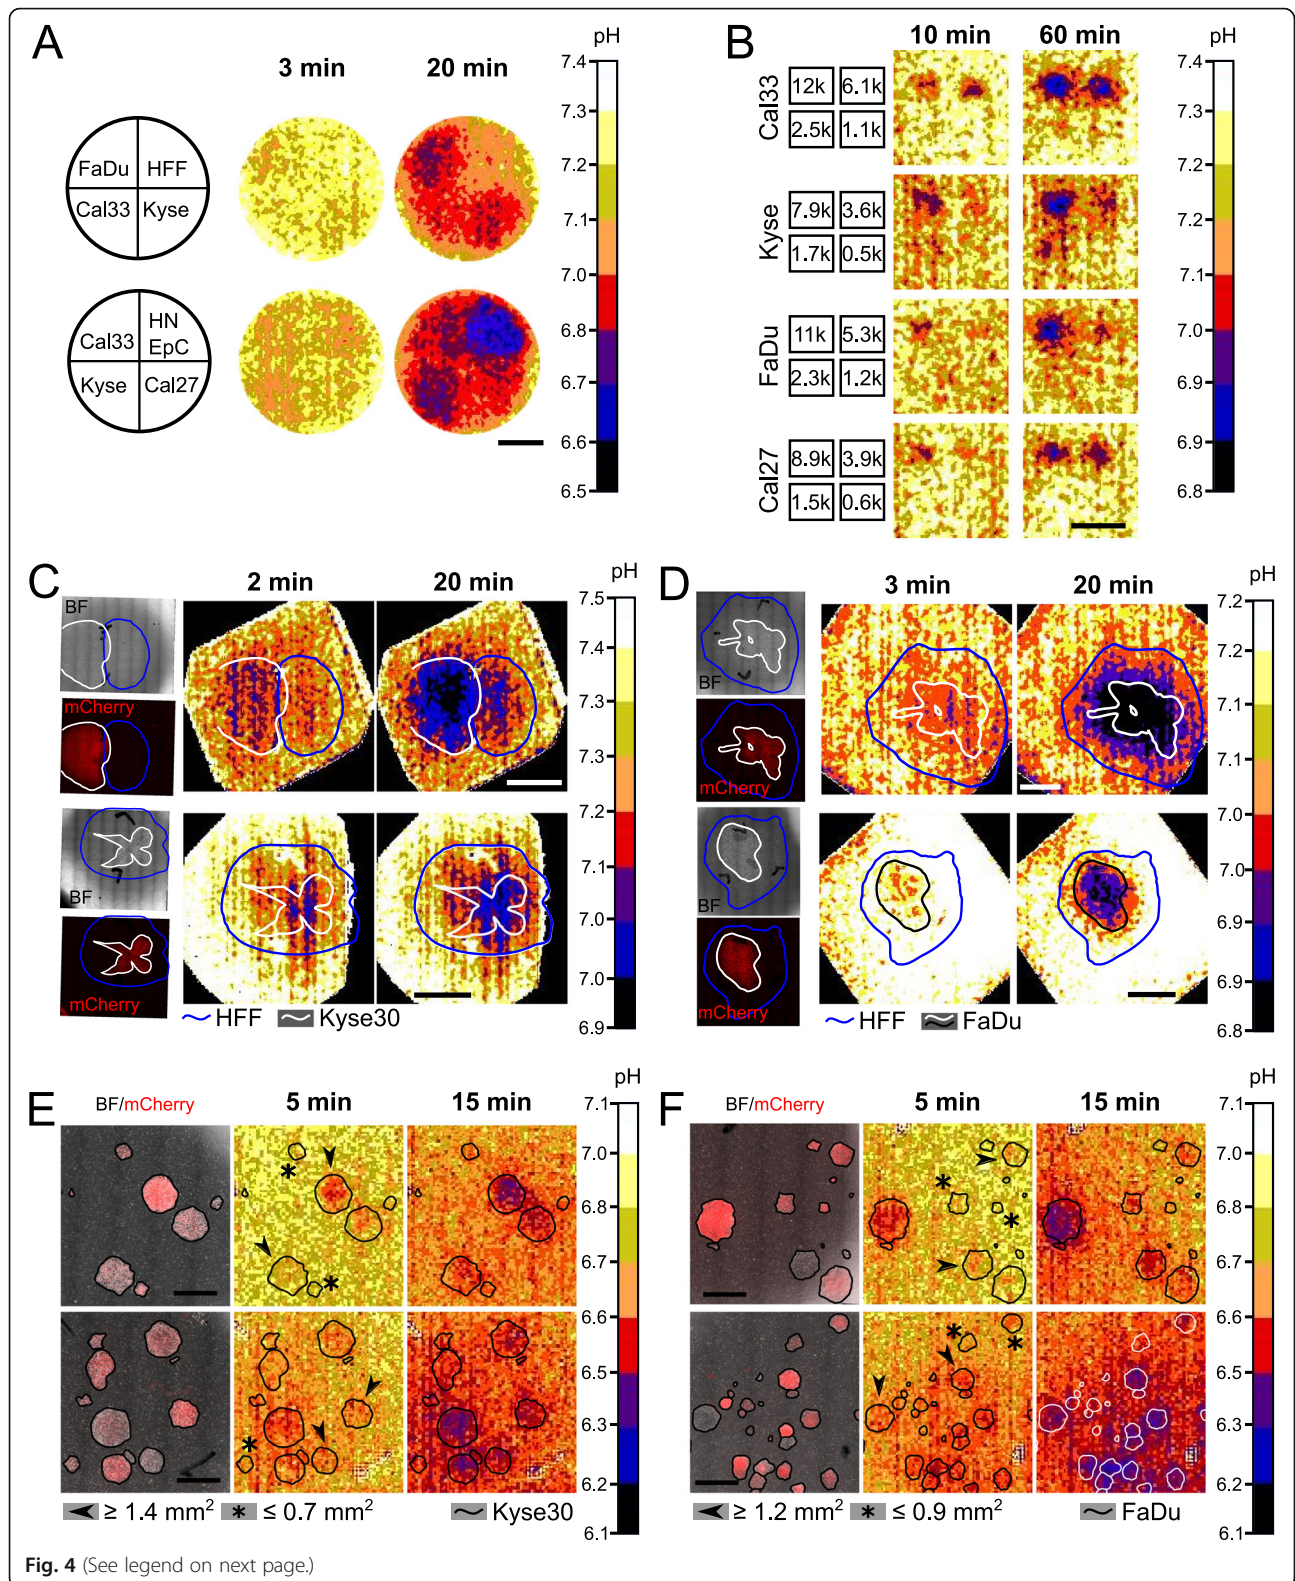 A
3 min
20 min
pH
FaDu
HFF
Cal33
Kyse
Cal33
HN
EpC
Kyse
Cal27
7.4
7.3
7.2
7.1
7.0
6.8
6.7
6.6
6.5
B
10 min
60 min
pH
Cal33
12k
6.1k
2.5k
1.1k
Kyse
7.9k
3.6k
1.7k
0.5k
FaDu
11k
5.3k
2.3k
1.2k
Cal27
8.9k
3.9k
1.5k
0.6k
7.4
7.3
7.2
7.2
7.1
7.0
6.9
6.9
6.8
C
2 min
20 min
pH
BF
mCherry
BF
mCherry
HFF
Kyse30
7.5
7.4
7.3
7.3
7.2
7.1
7.0
7.0
6.9
D
3 min
20 min
pH
BF
mCherry
BF
mCherry
HFF
FaDu
7.2
7.2
7.1
7.1
7.0
7.0
6.9
6.9
6.8
E
BF/mCherry
5 min
15 min
pH
*
*
*
≥ 1.4 mm²
* ≤ 0.7 mm²
Kyse30
7.1
7.0
6.8
6.7
6.6
6.5
6.3
6.2
6.1
F
BF/mCherry
5 min
15 min
pH
*
*
*
*
≥ 1.2 mm²
* ≤ 0.9 mm²
FaDu
7.1
7.0
6.8
6.7
6.6
6.5
6.3
6.2
6.1
Fig. 4 (See legend on next page.)